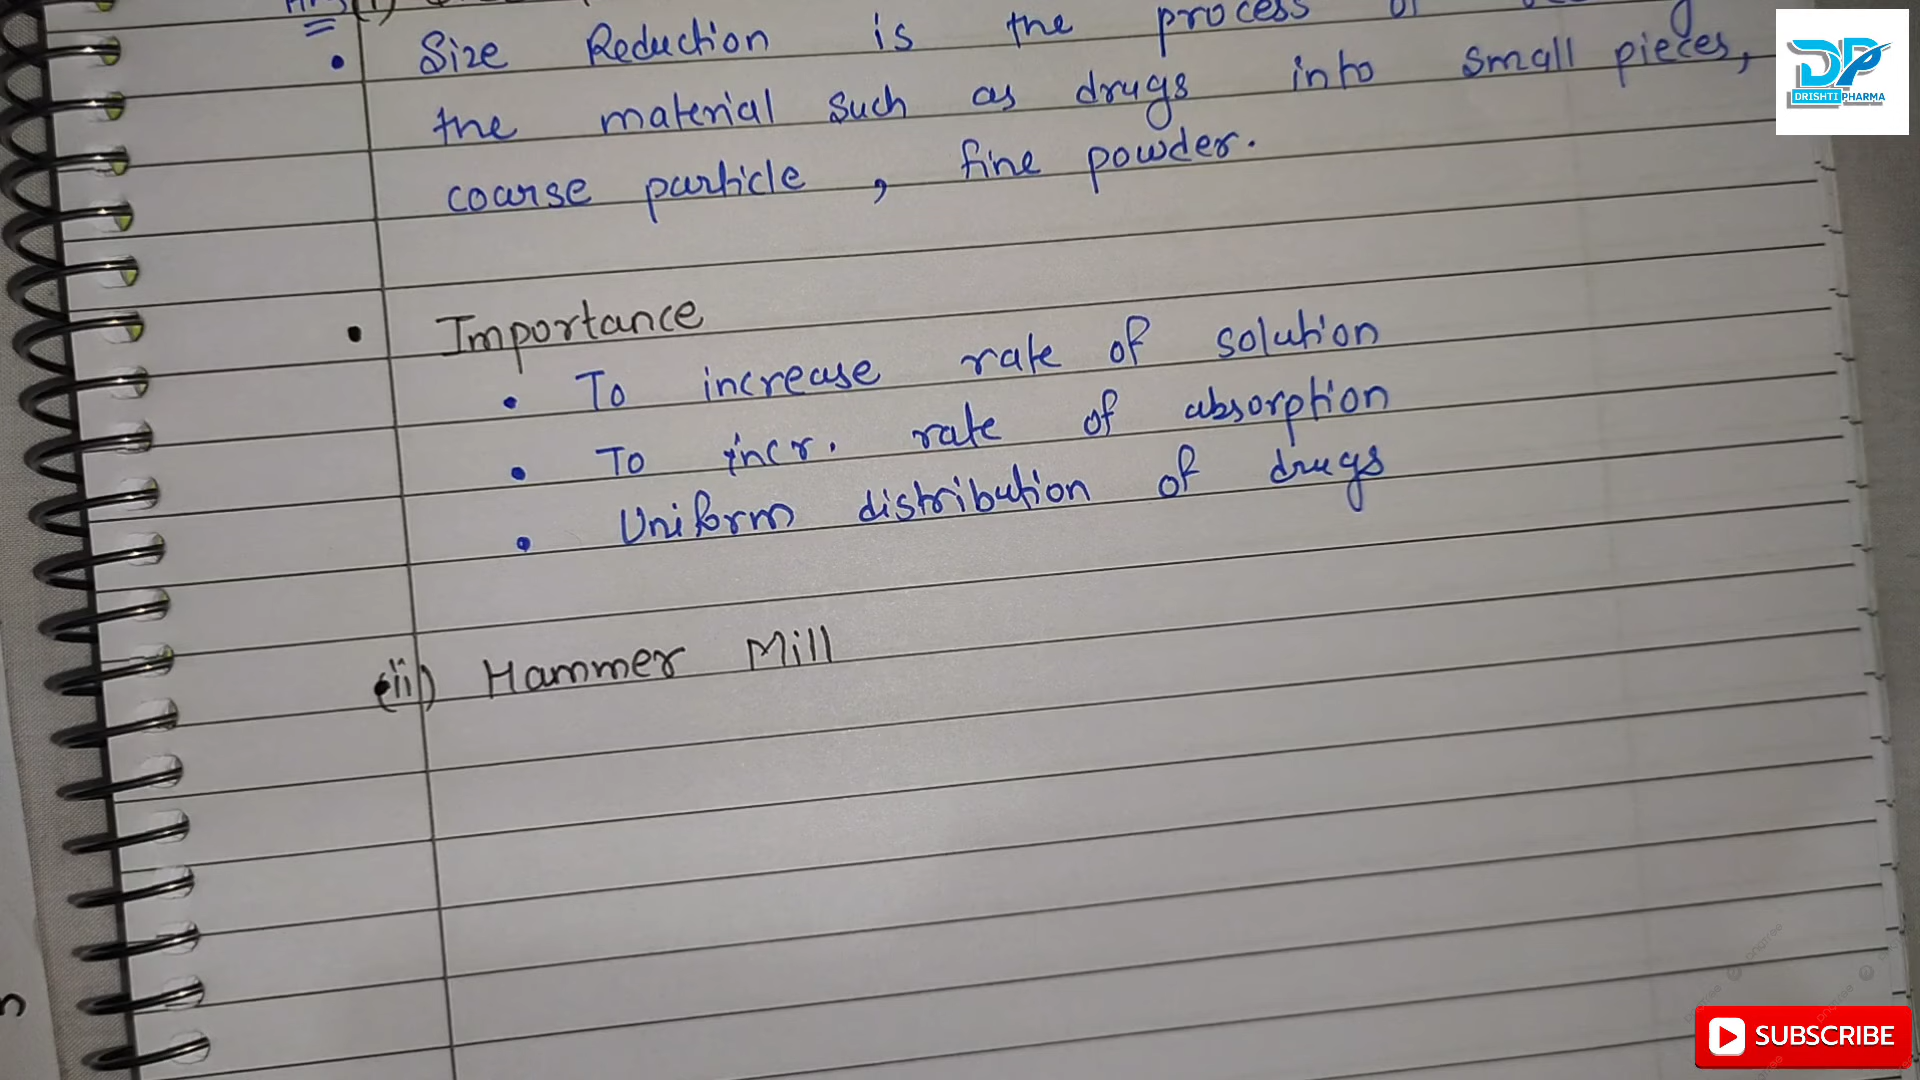 Size Reduction is the process of
the material such as drugs into small pieces,
coarse particle, fine powder.
• Importance
• To increase rate of solution
• To incr. rate of absorption
• Uniform distribution of drugs
(ii) Hammer Mill
DP
DRISHTI PHARMA
SUBSCRIBE